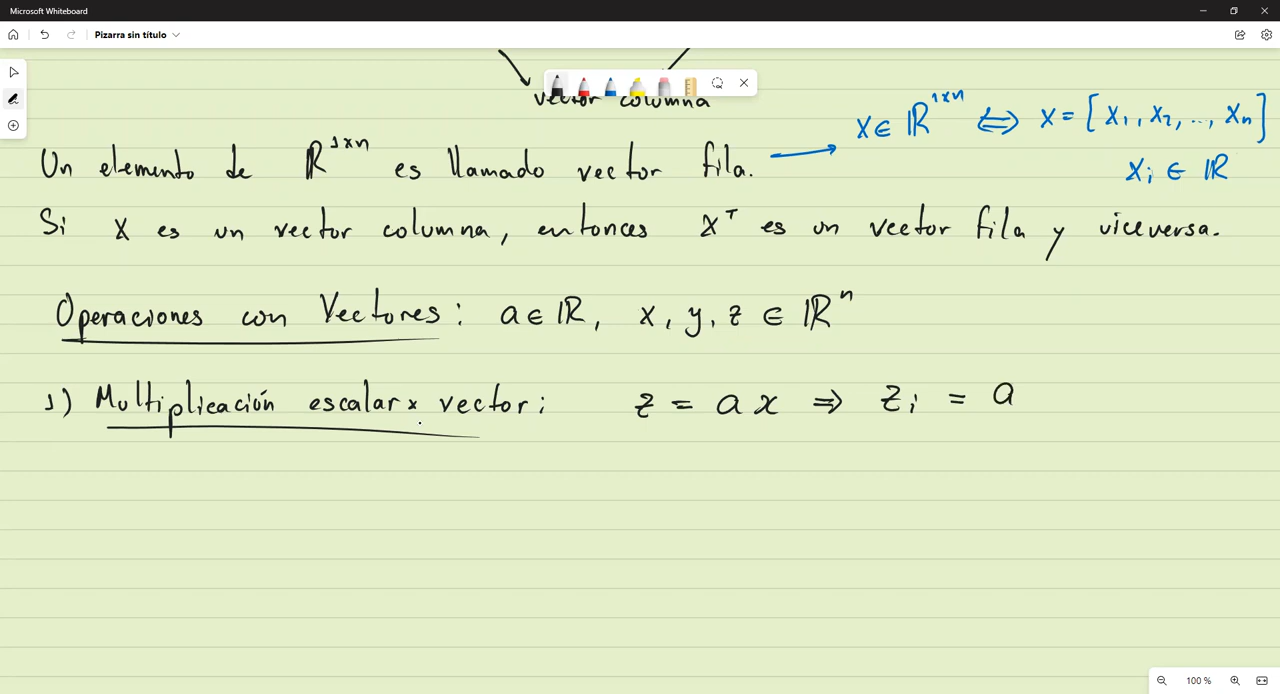 Microsoft Whiteboard
Pizarra sin título
vector columna
x ∈ ℝ^{1×n} ⟺ x = [x₁, x₂, ..., xₙ]
Un elemento de ℝ^{1×n} es llamado vector fila. →
xᵢ ∈ ℝ
Si x es un vector columna, entonces xᵀ es un vector fila y viceversa.
Operaciones con Vectores: a ∈ ℝ, x, y, z ∈ ℝⁿ
1) Multiplicación escalar x vector: z = a x ⇒ zᵢ = a
100 %